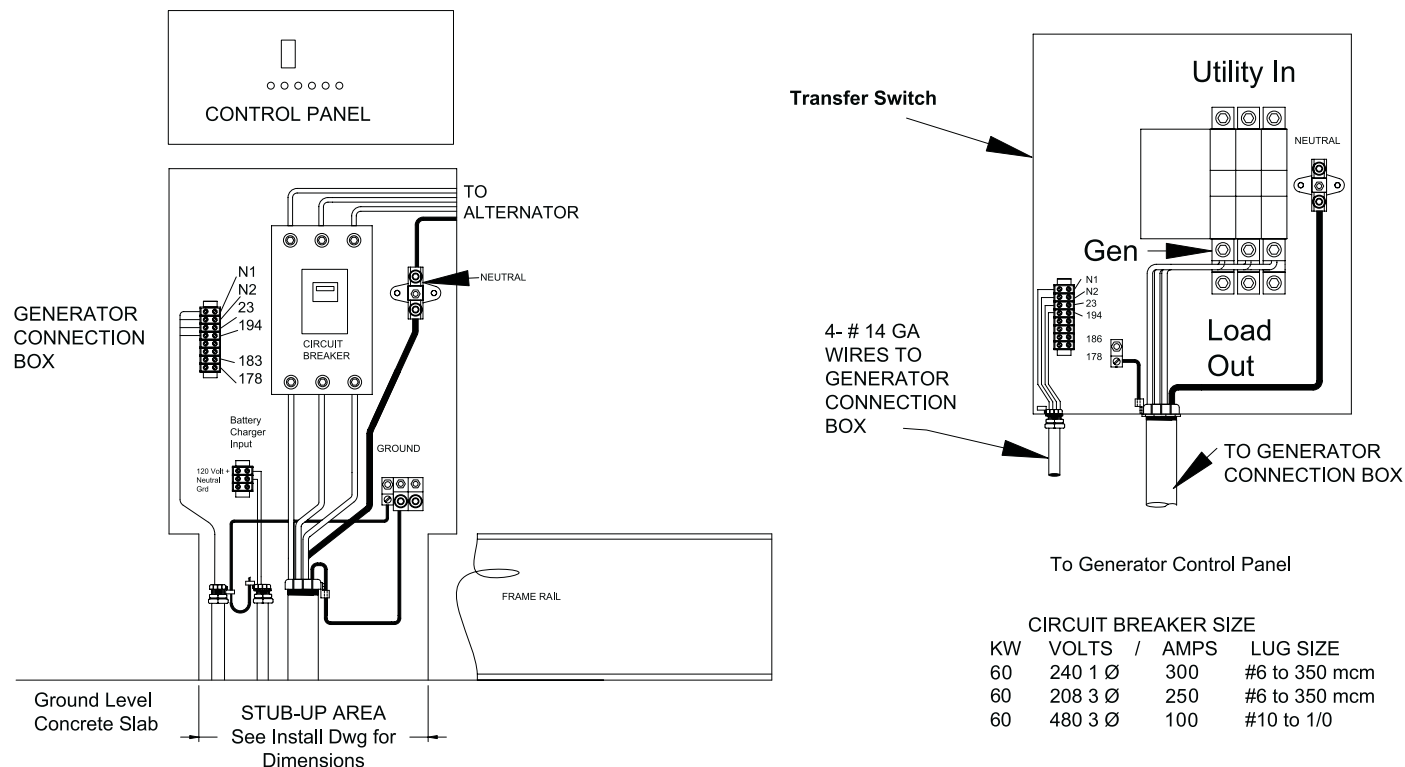 CONTROL PANEL
TO
ALTERNATOR
N1
N2
23
194
183
178
NEUTRAL
GENERATOR
CONNECTION
BOX
CIRCUIT
BREAKER
Battery
Charger
Input
120 Volt +
Neutral
Grd
GROUND
FRAME RAIL
Ground Level
Concrete Slab
STUB-UP AREA
See Install Dwg for
Dimensions
Transfer Switch
Utility In
NEUTRAL
Gen
N1
N2
23
194
186
178
Load
Out
4- # 14 GA
WIRES TO
GENERATOR
CONNECTION
BOX
TO GENERATOR
CONNECTION BOX
To Generator Control Panel
CIRCUIT BREAKER SIZE
KW VOLTS / AMPS LUG SIZE
60 240 1 Ø 300 #6 to 350 mcm
60 208 3 Ø 250 #6 to 350 mcm
60 480 3 Ø 100 #10 to 1/0